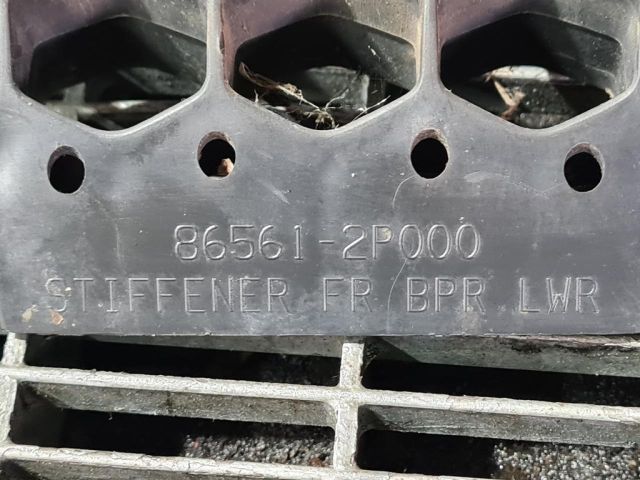 86561-2P000
STIFFENER FR BPR LWR